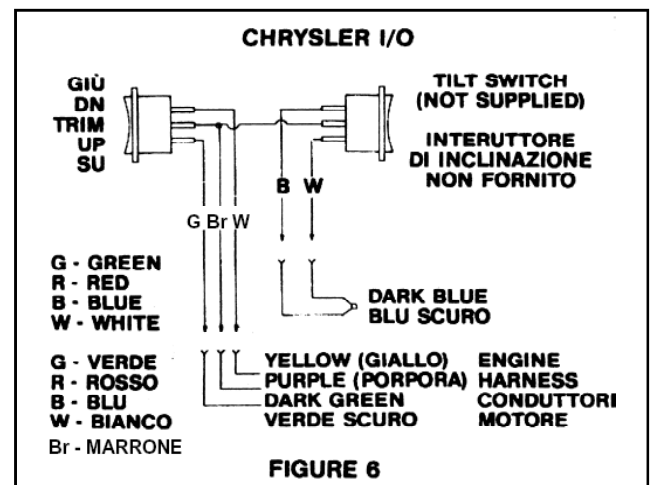 CHRYSLER I/O
GIÙ
DN
TRIM
UP
SU
TILT SWITCH
(NOT SUPPLIED)
INTERUTTORE
DI INCLINAZIONE
NON FORNITO
B W
G Br W
G - GREEN
R - RED
B - BLUE
W - WHITE
DARK BLUE
BLU SCURO
G - VERDE
R - ROSSO
B - BLU
W - BIANCO
Br - MARRONE
YELLOW (GIALLO) ENGINE
PURPLE (PORPORA) HARNESS
DARK GREEN CONDUTTORI
VERDE SCURO MOTORE
FIGURE 6